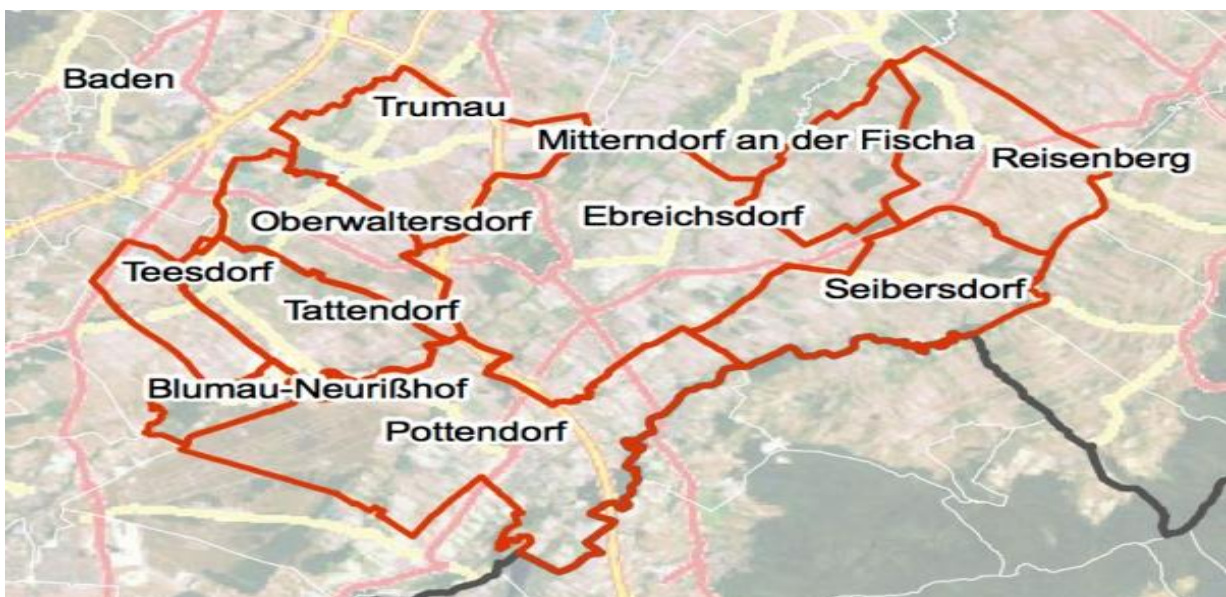 Baden
Trumau
Mitterndorf an der Fischa
Reisenberg
Oberwaltersdorf
Ebreichsdorf
Teesdorf
Seibersdorf
Tattendorf
Blumau-Neurißhof
Pottendorf